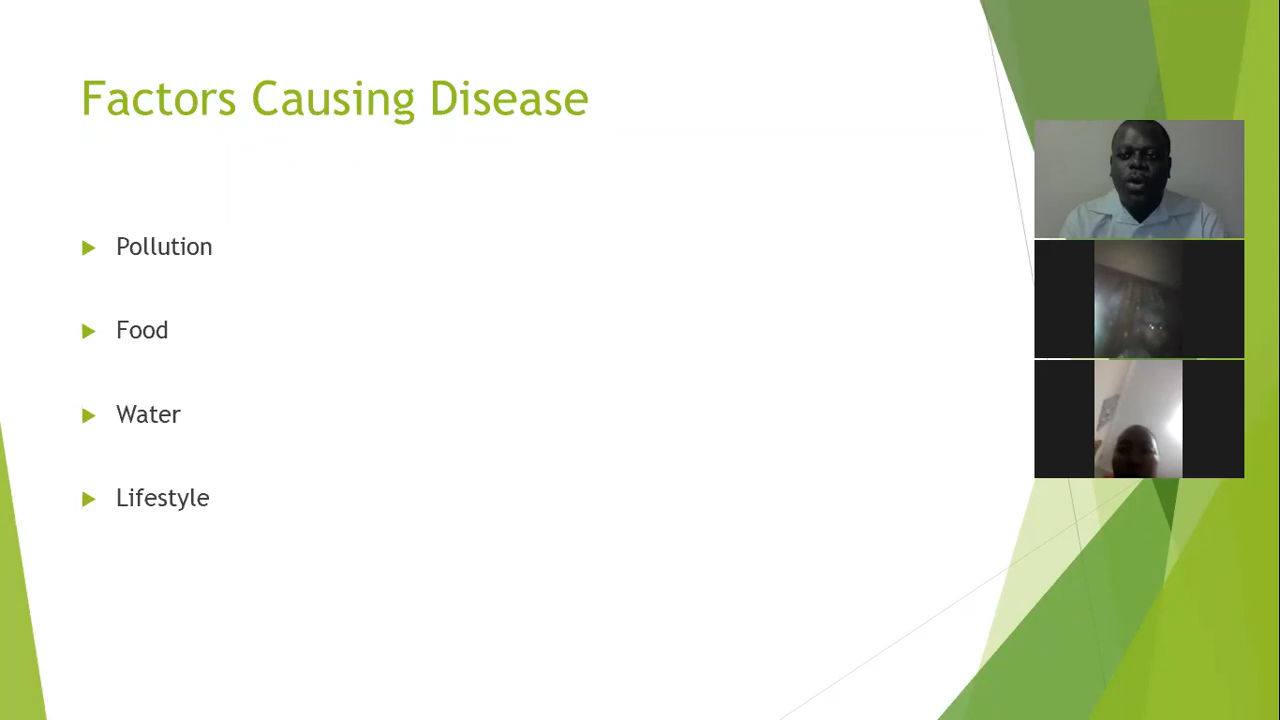 Factors Causing Disease
Pollution
Food
Water
Lifestyle